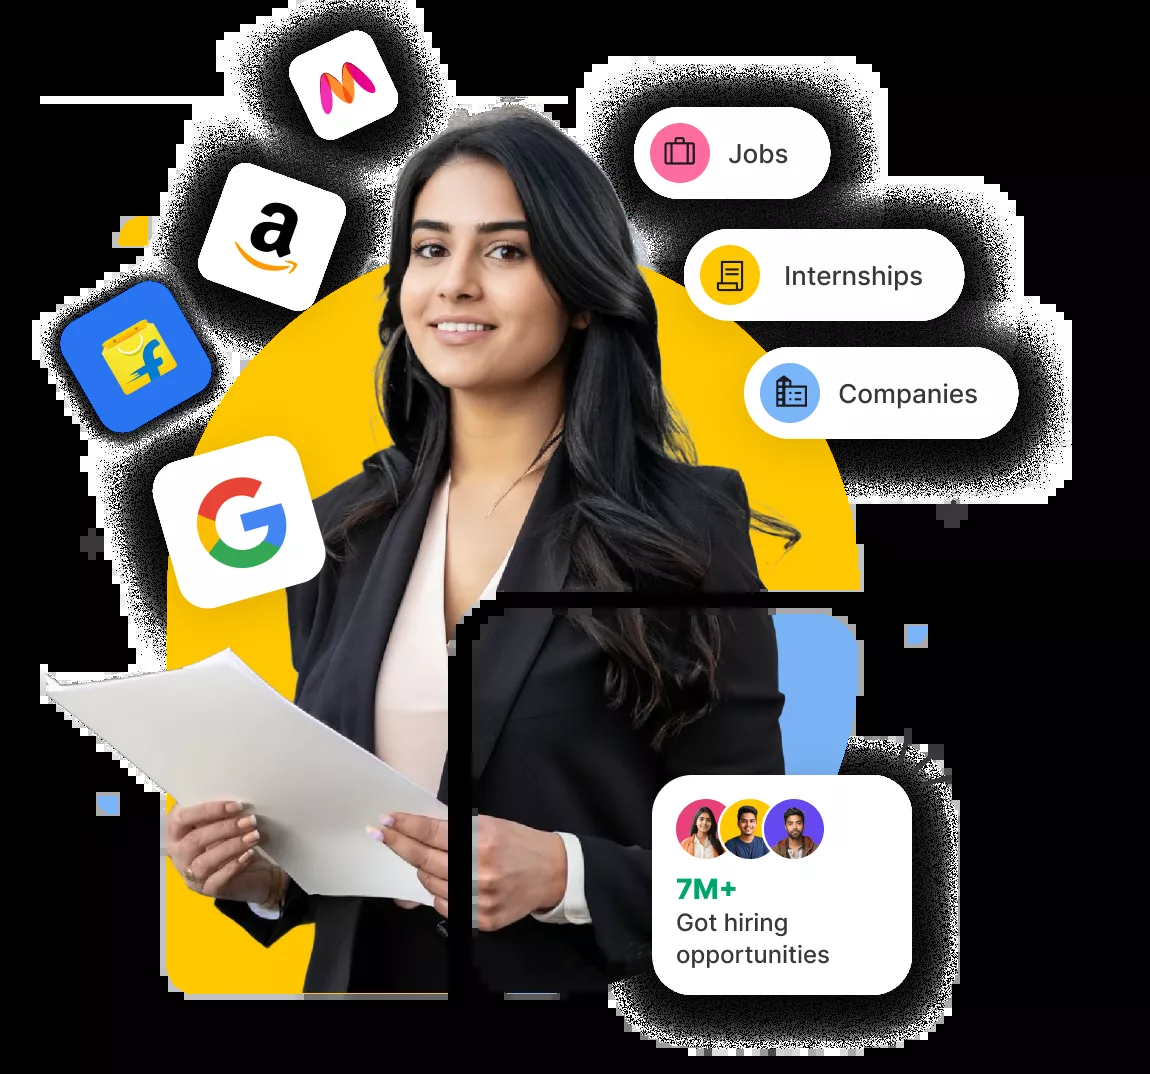 Jobs
Internships
Companies
7M+
Got hiring
opportunities